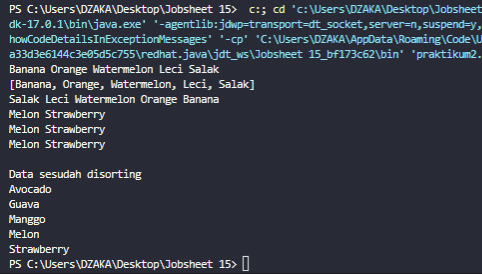 PS C:\Users\DZAKA\Desktop\Jobsheet 15> c:; cd 'c:\Users\DZAKA\Desktop\Jobsheet
dk-17.0.1\bin\java.exe' '-agentlib:jdwp=transport=dt_socket,server=n,suspend=y,
howCodeDetailsInExceptionMessages' '-cp' 'C:\Users\DZAKA\AppData\Roaming\Code\U
a33d3e6144c3e05d5c755\redhat.java\jdt_ws\Jobsheet 15_bf173c62\bin' 'praktikum2.
Banana Orange Watermelon Leci Salak
[Banana, Orange, Watermelon, Leci, Salak]
Salak Leci Watermelon Orange Banana
Melon Strawberry
Melon Strawberry
Melon Strawberry
Data sesudah disorting
Avocado
Guava
Manggo
Melon
Strawberry
PS C:\Users\DZAKA\Desktop\Jobsheet 15>